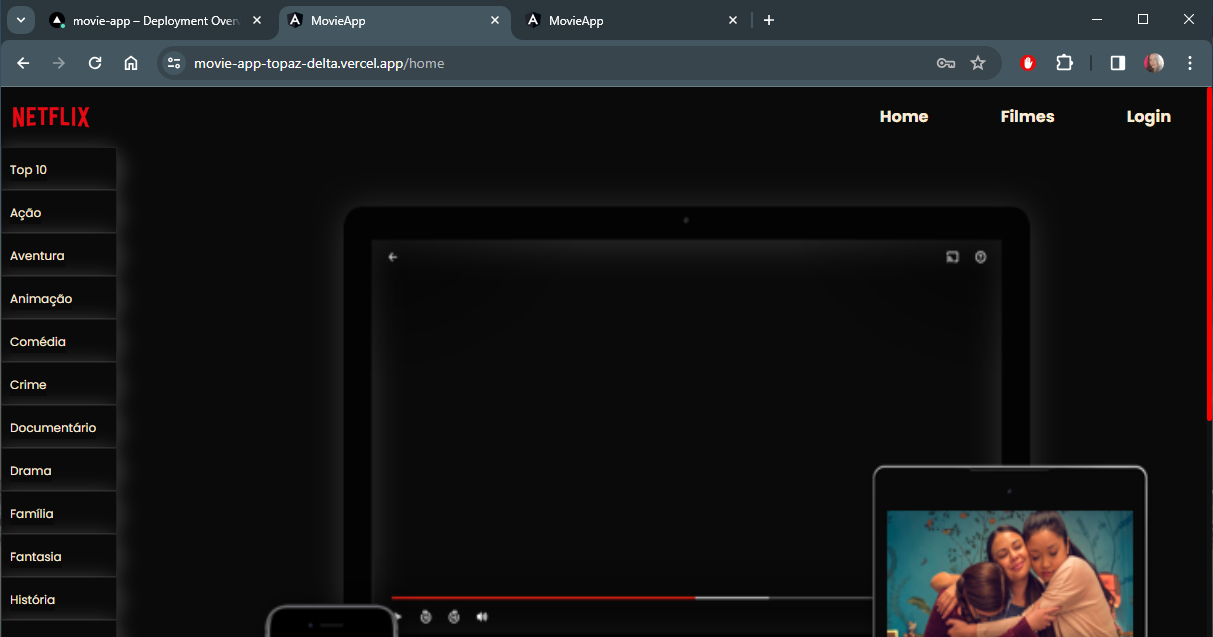 movie-app – Deployment Over
MovieApp
MovieApp
movie-app-topaz-delta.vercel.app/home
NETFLIX
Home
Filmes
Login
Top 10
Ação
Aventura
Animação
Comédia
Crime
Documentário
Drama
Família
Fantasia
História